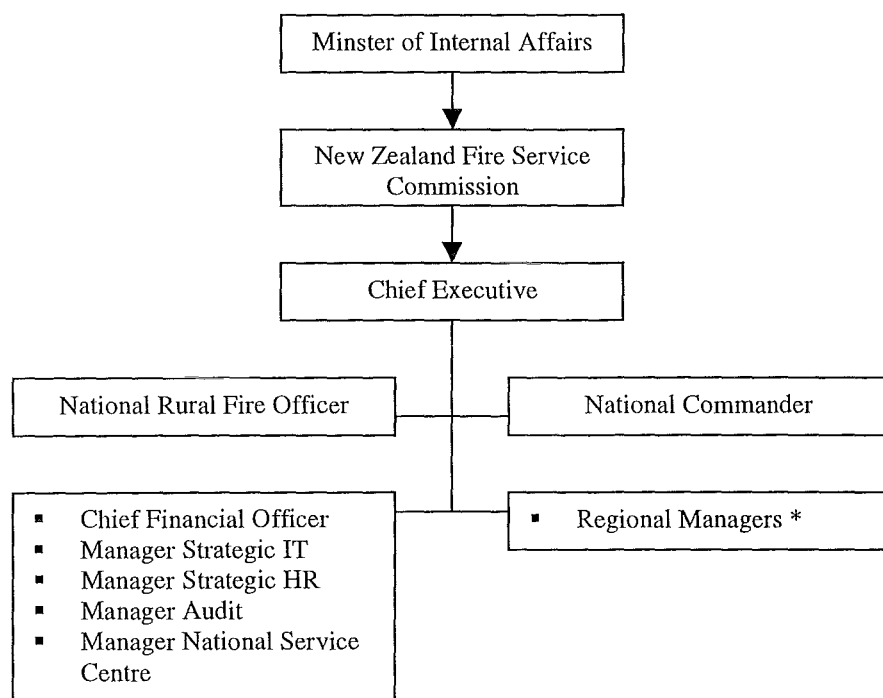 Minster of Internal Affairs
New Zealand Fire Service
Commission
Chief Executive
National Rural Fire Officer
National Commander
▪ Chief Financial Officer
▪ Manager Strategic IT
▪ Manager Strategic HR
▪ Manager Audit
▪ Manager National Service
Centre
▪ Regional Managers *